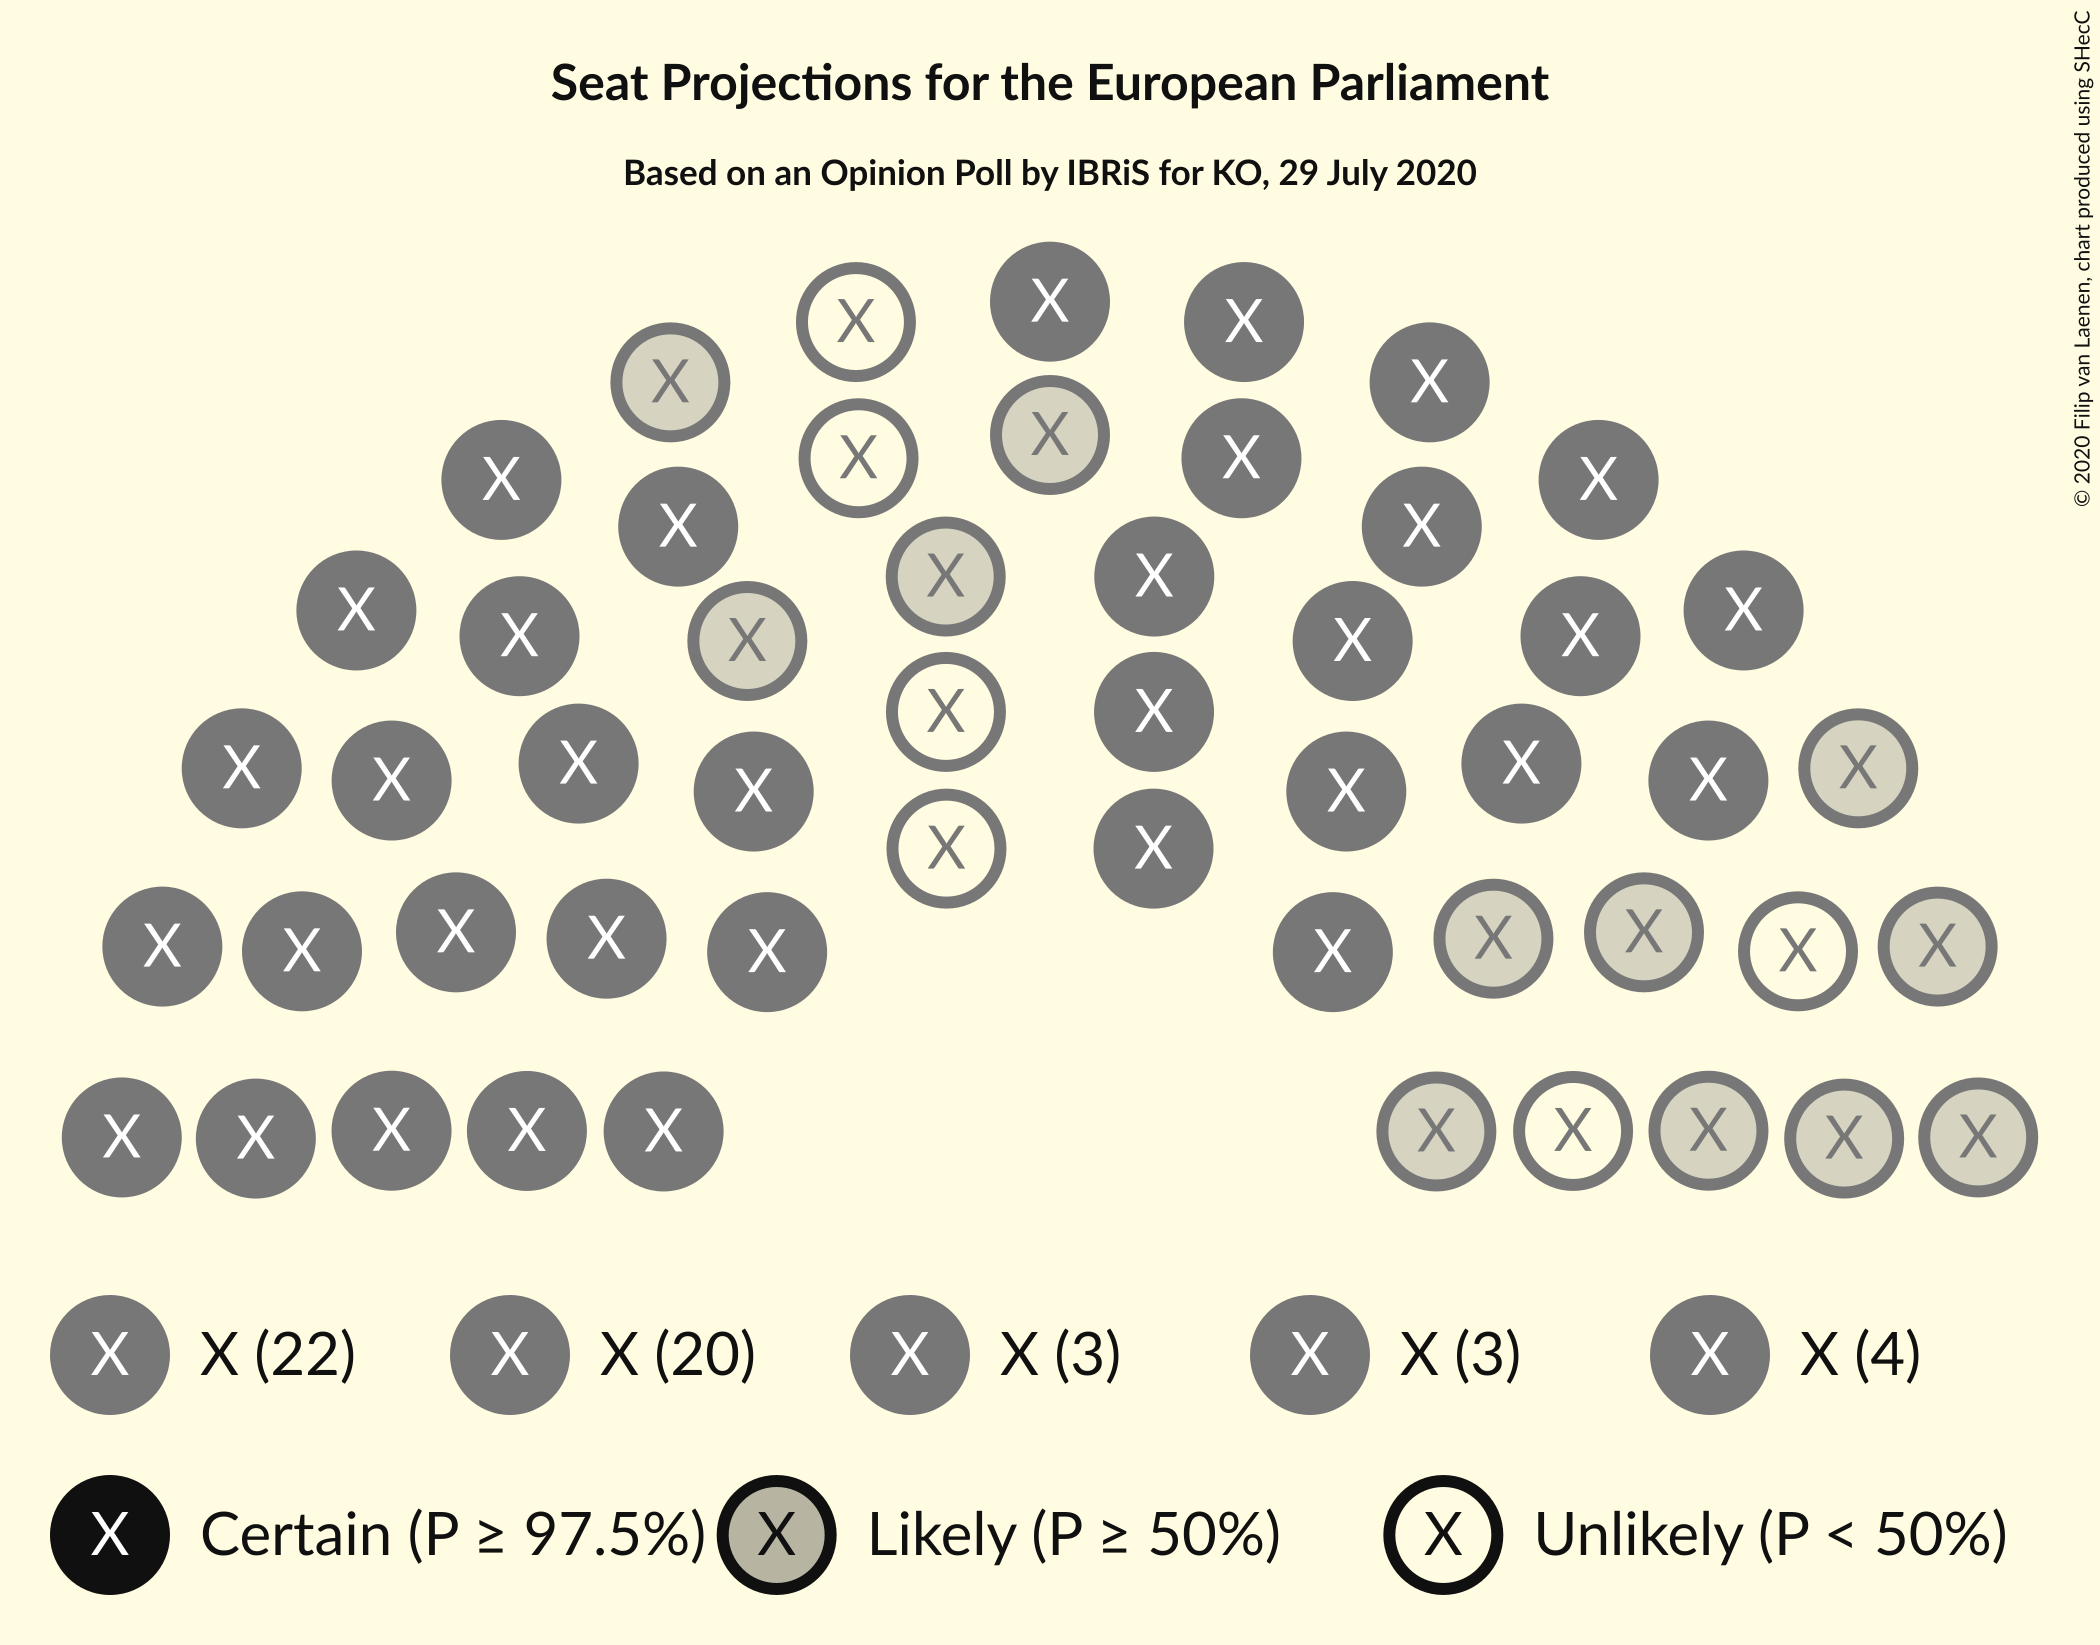 Seat Projections for the European Parliament
Based on an Opinion Poll by IBRiS for KO, 29 July 2020
© 2020 Filip van Laenen, chart produced using SHecC
X X X X X
X X X X X
X X X X X
X X X X X
X X X X X
X X X X X
X X X X X
X X X X X
X X X X X
X X X X X
X X
X X (22) X X (20) X X (3) X X (3) X X (4)
X Certain (P ≥ 97.5%) X Likely (P ≥ 50%) X Unlikely (P < 50%)